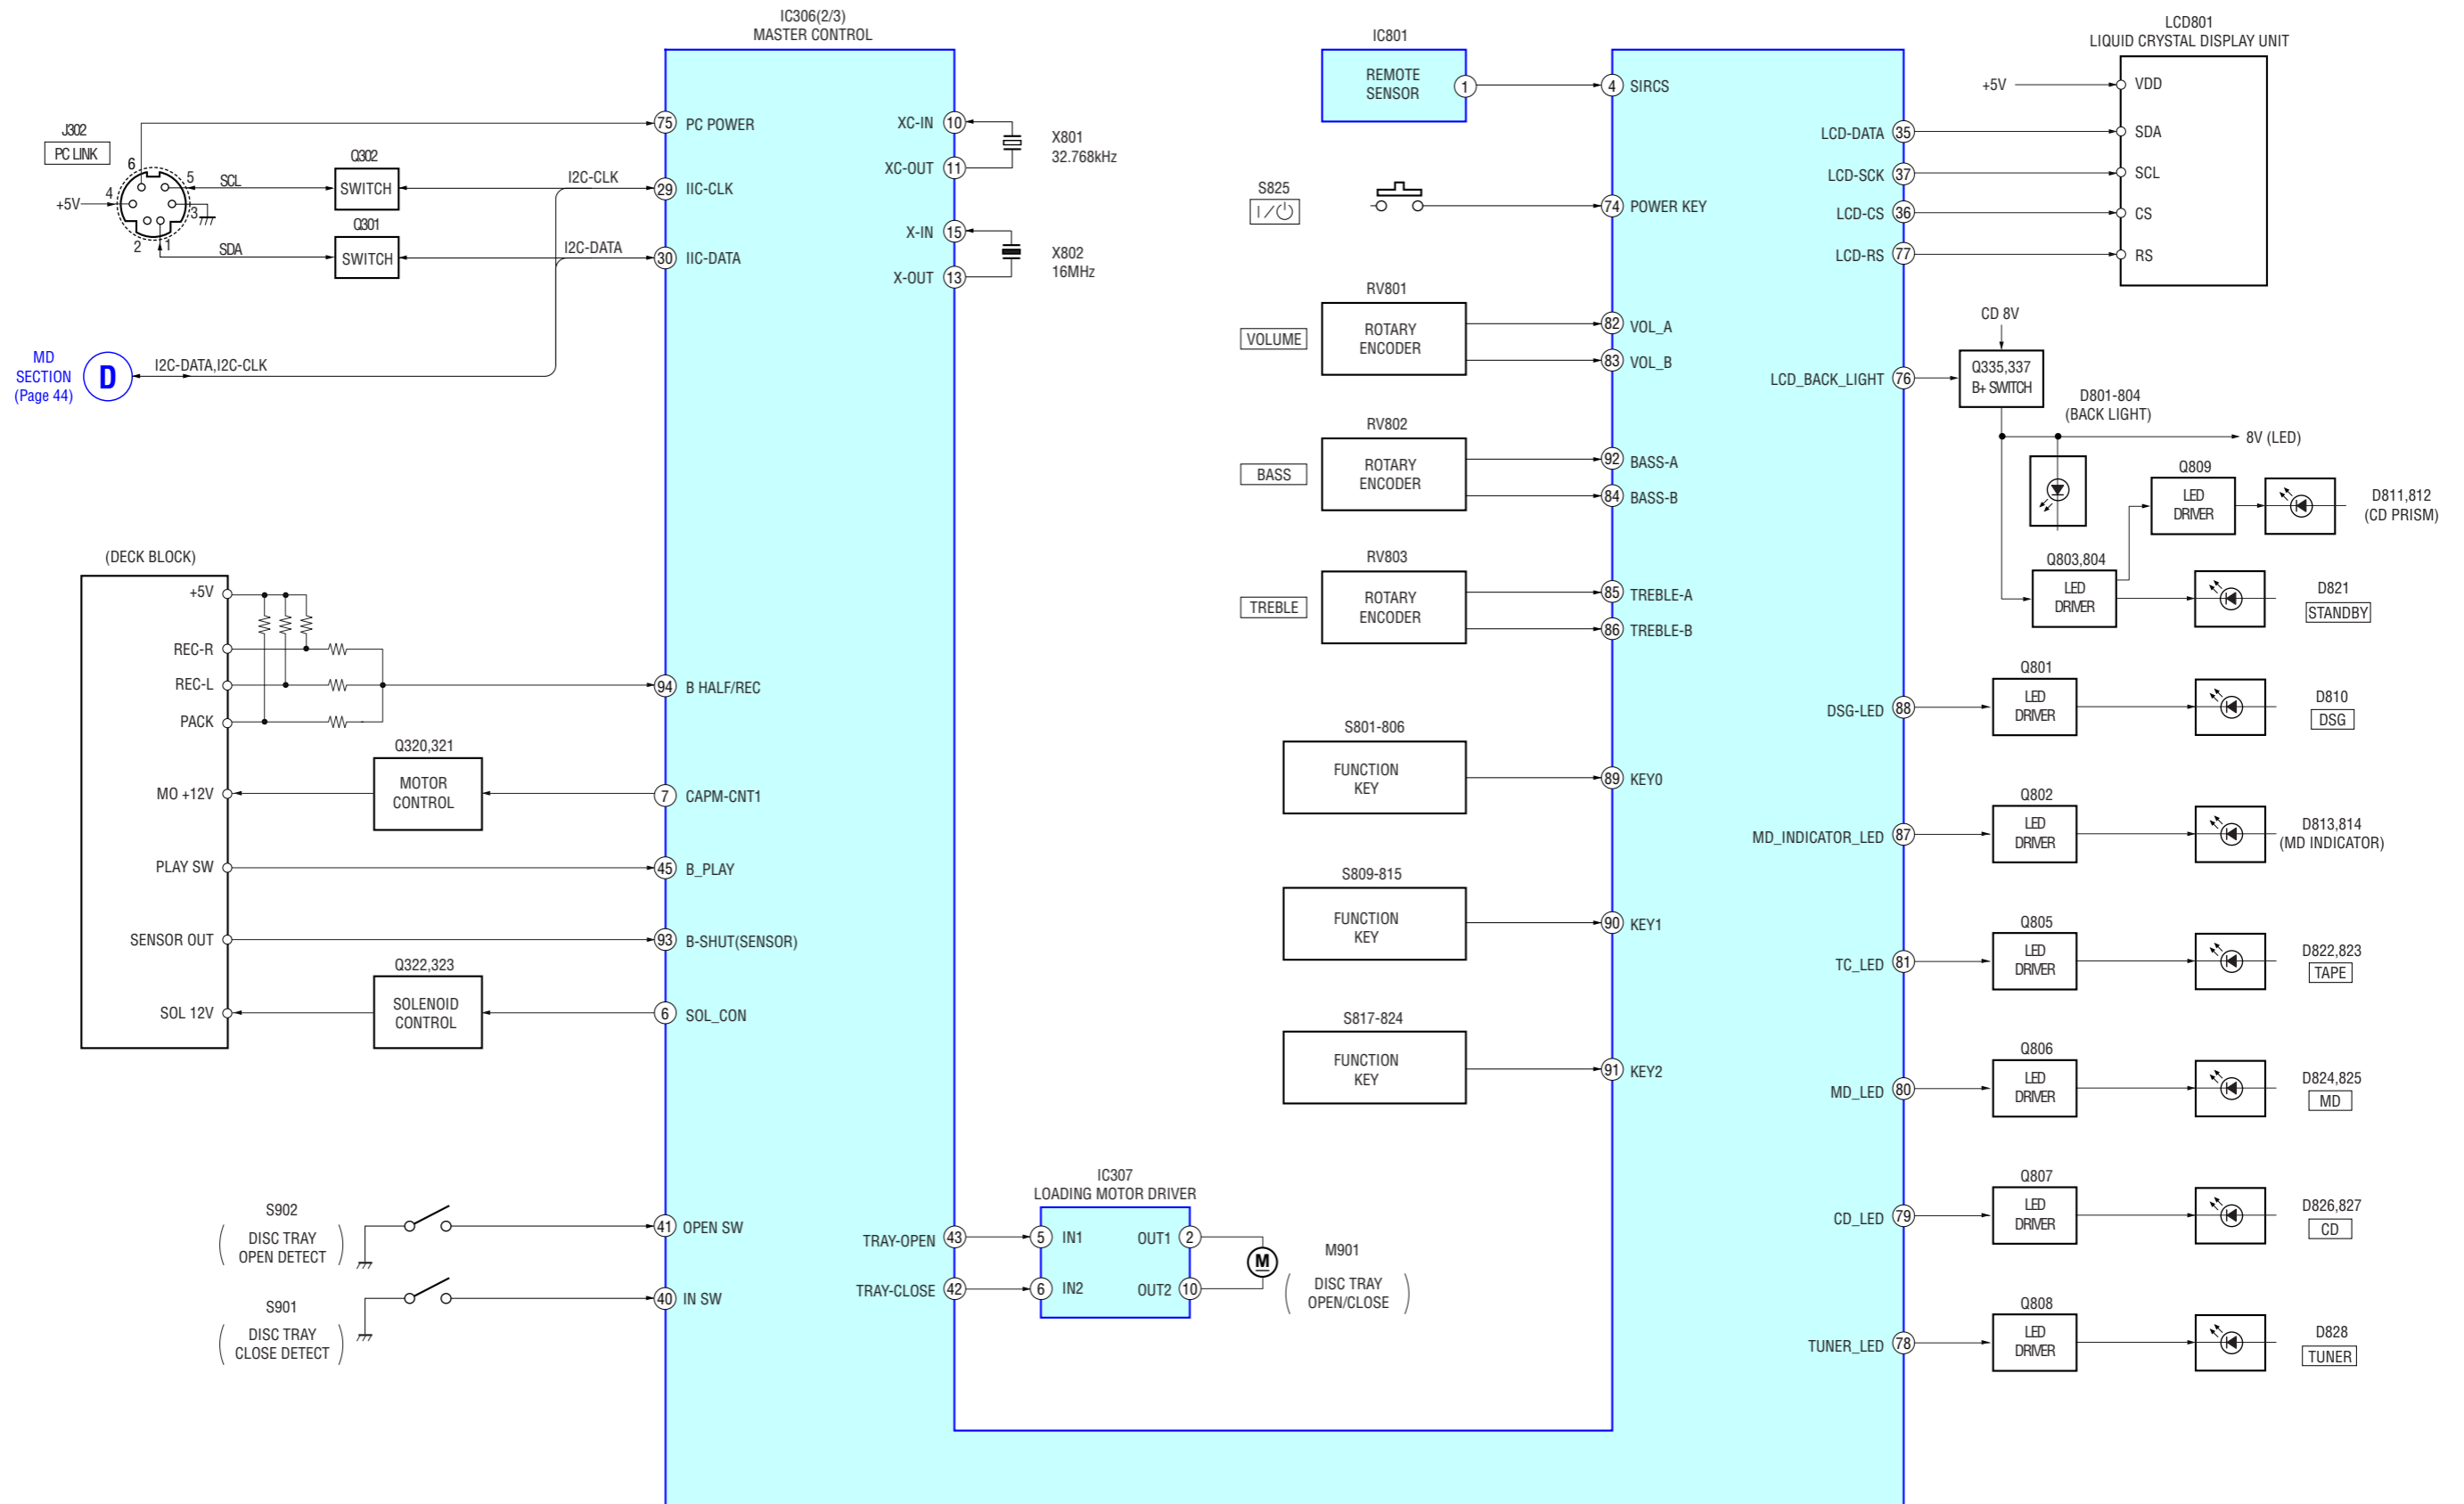 IC306(2/3)
MASTER CONTROL
J302
PC LINK
6
5
4
3
2
1
+5V
SCL
SDA
Q302
SWITCH
Q301
SWITCH
I2C-CLK
I2C-DATA
75 PC POWER
29 IIC-CLK
30 IIC-DATA
XC-IN 10
XC-OUT 11
X801
32.768kHz
X-IN 15
X-OUT 13
X802
16MHz
MD
SECTION
(Page 44)
D
I2C-DATA,I2C-CLK
(DECK BLOCK)
+5V
REC-R
REC-L
PACK
MO +12V
PLAY SW
SENSOR OUT
SOL 12V
Q320,321
MOTOR
CONTROL
Q322,323
SOLENOID
CONTROL
94 B HALF/REC
7 CAPM-CNT1
45 B_PLAY
93 B-SHUT(SENSOR)
6 SOL_CON
S902
DISC TRAY
OPEN DETECT
S901
DISC TRAY
CLOSE DETECT
41 OPEN SW
40 IN SW
TRAY-OPEN 43
TRAY-CLOSE 42
IC307
LOADING MOTOR DRIVER
5 IN1
6 IN2
OUT1 2
OUT2 10
M
M901
DISC TRAY
OPEN/CLOSE
IC801
REMOTE
SENSOR
1
4 SIRCS
S825
I/⏻
74 POWER KEY
RV801
VOLUME
ROTARY
ENCODER
82 VOL_A
83 VOL_B
RV802
BASS
ROTARY
ENCODER
92 BASS-A
84 BASS-B
RV803
TREBLE
ROTARY
ENCODER
85 TREBLE-A
86 TREBLE-B
S801-806
FUNCTION
KEY
89 KEY0
S809-815
FUNCTION
KEY
90 KEY1
S817-824
FUNCTION
KEY
91 KEY2
LCD801
LIQUID CRYSTAL DISPLAY UNIT
+5V
VDD
SDA
SCL
CS
RS
LCD-DATA 35
LCD-SCK 37
LCD-CS 36
LCD-RS 77
LCD_BACK_LIGHT 76
CD 8V
Q335,337
B+ SWITCH
D801-804
(BACK LIGHT)
8V (LED)
Q809
LED
DRIVER
D811,812
(CD PRISM)
Q803,804
LED
DRIVER
D821
STANDBY
DSG-LED 88
Q801
LED
DRIVER
D810
DSG
MD_INDICATOR_LED 87
Q802
LED
DRIVER
D813,814
(MD INDICATOR)
TC_LED 81
Q805
LED
DRIVER
D822,823
TAPE
MD_LED 80
Q806
LED
DRIVER
D824,825
MD
CD_LED 79
Q807
LED
DRIVER
D826,827
CD
TUNER_LED 78
Q808
LED
DRIVER
D828
TUNER